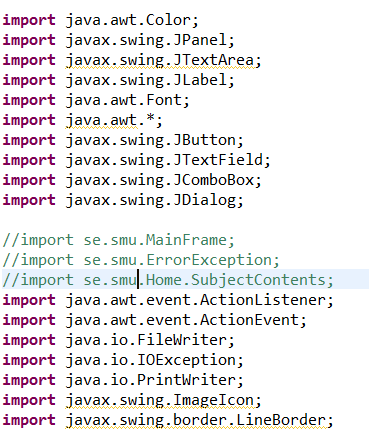 import java.awt.Color;
import javax.swing.JPanel;
import javax.swing.JTextArea;
import javax.swing.JLabel;
import java.awt.Font;
import java.awt.*;
import javax.swing.JButton;
import javax.swing.JTextField;
import javax.swing.JComboBox;
import javax.swing.JDialog;
//import se.smu.MainFrame;
//import se.smu.ErrorException;
//import se.smu.Home.SubjectContents;
import java.awt.event.ActionListener;
import java.awt.event.ActionEvent;
import java.io.FileWriter;
import java.io.IOException;
import java.io.PrintWriter;
import javax.swing.ImageIcon;
import javax.swing.border.LineBorder;